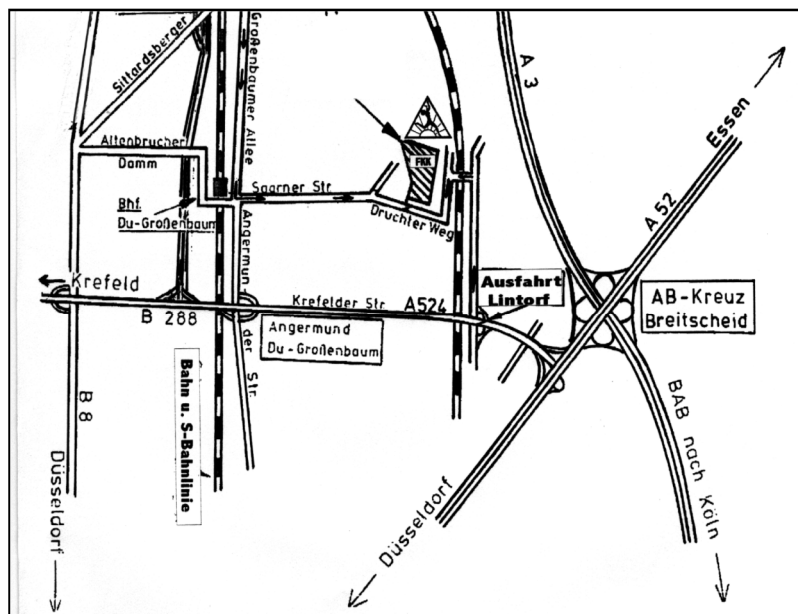 Sittardsberger
Großenbaumer Allee
A 3
Essen
A 52
Altenbrucher
Damm
FKK
Saarner Str.
Druchter Weg
Bhf.
Du-Großenbaum
Angermun
der
Str.
Krefeld
B 288
Krefelder Str.
A524
Ausfahrt
Lintorf
AB-Kreuz
Breitscheid
Angermund
Du-Großenbaum
B 8
Bahn u. S-Bahnlinie
BAB nach Köln
Düsseldorf
Düsseldorf